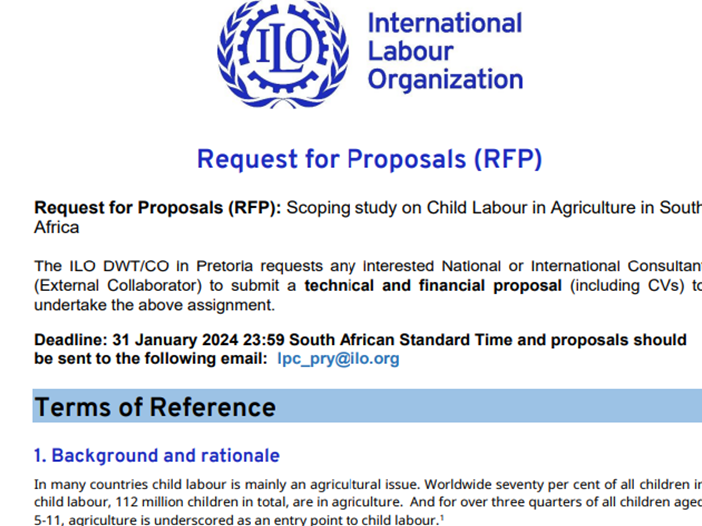 ILO
International
Labour
Organization
Request for Proposals (RFP)
Request for Proposals (RFP): Scoping study on Child Labour in Agriculture in South
Africa
The ILO DWT/CO in Pretoria requests any interested National or International Consultant
(External Collaborator) to submit a technical and financial proposal (including CVs) to
undertake the above assignment.
Deadline: 31 January 2024 23:59 South African Standard Time and proposals should
be sent to the following email: lpc_pry@ilo.org
Terms of Reference
1. Background and rationale
In many countries child labour is mainly an agricultural issue. Worldwide seventy per cent of all children in
child labour, 112 million children in total, are in agriculture. And for over three quarters of all children aged
5-11, agriculture is underscored as an entry point to child labour.¹